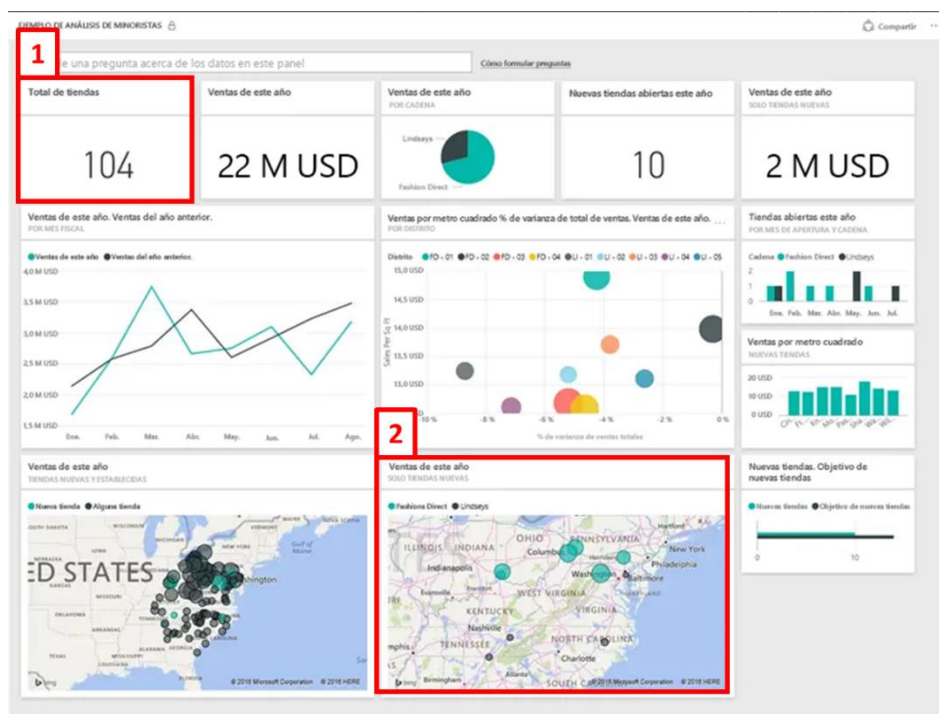 EJEMPLO DE ANÁLISIS DE MINORISTAS
Compartir
1
una pregunta acerca de los datos en este panel
Cómo formular preguntas
Total de tiendas
104
Ventas de este año
22 M USD
Ventas de este año
POR CADENA
Lindseys
Fashion Direct
Nuevas tiendas abiertas este año
10
Ventas de este año
SOLO TIENDAS NUEVAS
2 M USD
Ventas de este año. Ventas del año anterior.
POR MES FISCAL
Ventas de este año Ventas del año anterior.
4,0 M USD
3,5 M USD
3,0 M USD
2,5 M USD
2,0 M USD
1,5 M USD
Ene. Feb. Mar. Abr. May. Jun. Jul. Ago.
Ventas por metro cuadrado % de varianza de total de ventas. Ventas de este año. ...
POR DISTRITO
Distrito FD - 01 FD - 02 FD - 03 FD - 04 LI - 01 LI - 02 LI - 03 LI - 04 LI - 05
15,0 USD
14,5 USD
14,0 USD
13,5 USD
13,0 USD
Sales Per Sq Ft
-10 % -8 % -6 % -4 % -2 % 0 %
% de varianza de ventas totales
Tiendas abiertas este año
POR MES DE APERTURA Y CADENA
Cadena Fashion Direct Lindseys
2
1
0
Ene. Feb. Mar. Abr. May. Jun. Jul.
Ventas por metro cuadrado
NUEVAS TIENDAS
20 USD
10 USD
0 USD
Ventas de este año
TIENDAS NUEVAS Y ESTABLECIDAS
Nueva tienda Alguna tienda
ED STATES
bing
© 2016 Microsoft Corporation © 2016 HERE
2
Ventas de este año
SOLO TIENDAS NUEVAS
Fashions Direct Lindseys
ILLINOIS INDIANA OHIO PENNSYLVANIA
Hartford
New York
Philadelphia
Baltimore
Indianapolis
Evansville Frankfort
WEST VIRGINIA
KENTUCKY VIRGINIA
Nashville
TENNESSEE NORTH CAROLINA
Charlotte
Birmingham Atlanta
bing
© 2016 Microsoft Corporation © 2016 HERE
Nuevas tiendas. Objetivo de
nuevas tiendas
Nuevas tiendas Objetivo de nuevas tiendas
0 10